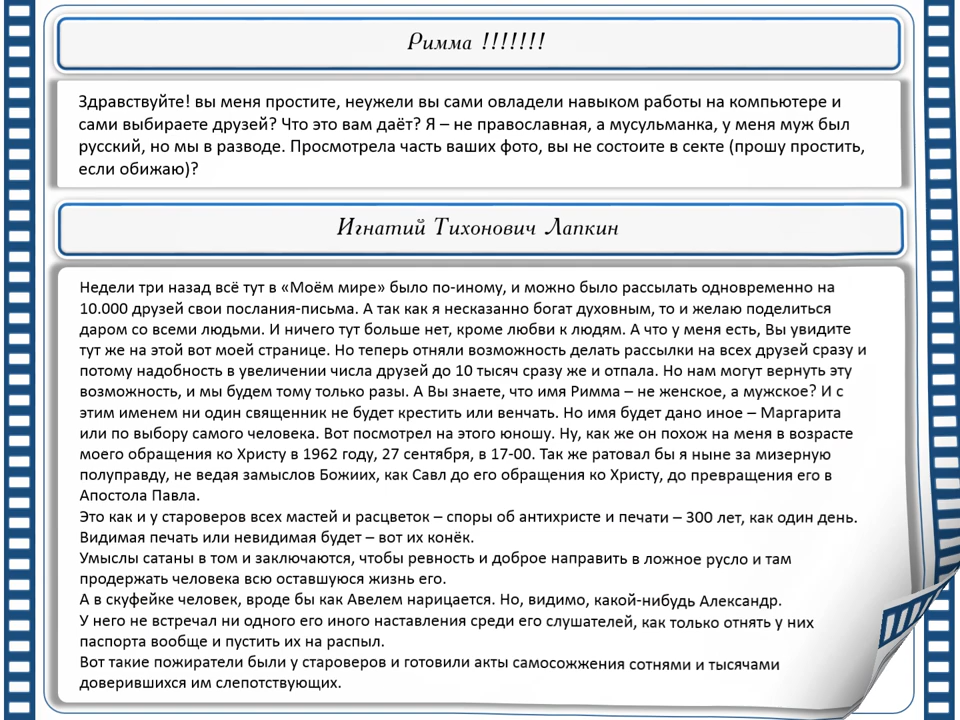 Римма !!!!!!!
Здравствуйте! вы меня простите, неужели вы сами овладели навыком работы на компьютере и
сами выбираете друзей? Что это вам даёт? Я – не православная, а мусульманка, у меня муж был
русский, но мы в разводе. Просмотрела часть ваших фото, вы не состоите в секте (прошу простить,
если обижаю)?
Игнатий Тихонович Лапкин
Недели три назад всё тут в «Моём мире» было по-иному, и можно было рассылать одновременно на
10.000 друзей свои послания-письма. А так как я несказанно богат духовным, то и желаю поделиться
даром со всеми людьми. И ничего тут больше нет, кроме любви к людям. А что у меня есть, Вы увидите
тут же на этой вот моей странице. Но теперь отняли возможность делать рассылки на всех друзей сразу и
потому надобность в увеличении числа друзей до 10 тысяч сразу же и отпала. Но нам могут вернуть эту
возможность, и мы будем тому только разы. А Вы знаете, что имя Римма – не женское, а мужское? И с
этим именем ни один священник не будет крестить или венчать. Но имя будет дано иное – Маргарита
или по выбору самого человека. Вот посмотрел на этого юношу. Ну, как же он похож на меня в возрасте
моего обращения ко Христу в 1962 году, 27 сентября, в 17-00. Так же ратовал бы я ныне за мизерную
полуправду, не ведая замыслов Божиих, как Савл до его обращения ко Христу, до превращения его в
Апостола Павла.
Это как и у староверов всех мастей и расцветок – споры об антихристе и печати – 300 лет, как один день.
Видимая печать или невидимая будет – вот их конёк.
Умыслы сатаны в том и заключаются, чтобы ревность и доброе направить в ложное русло и там
продержать человека всю оставшуюся жизнь его.
А в скуфейке человек, вроде бы как Авелем нарицается. Но, видимо, какой-нибудь Александр.
У него не встречал ни одного его иного наставления среди его слушателей, как только отнять у них
паспорта вообще и пустить их на распыл.
Вот такие пожиратели были у староверов и готовили акты самосожжения сотнями и тысячами
доверившихся им слепотствующих.